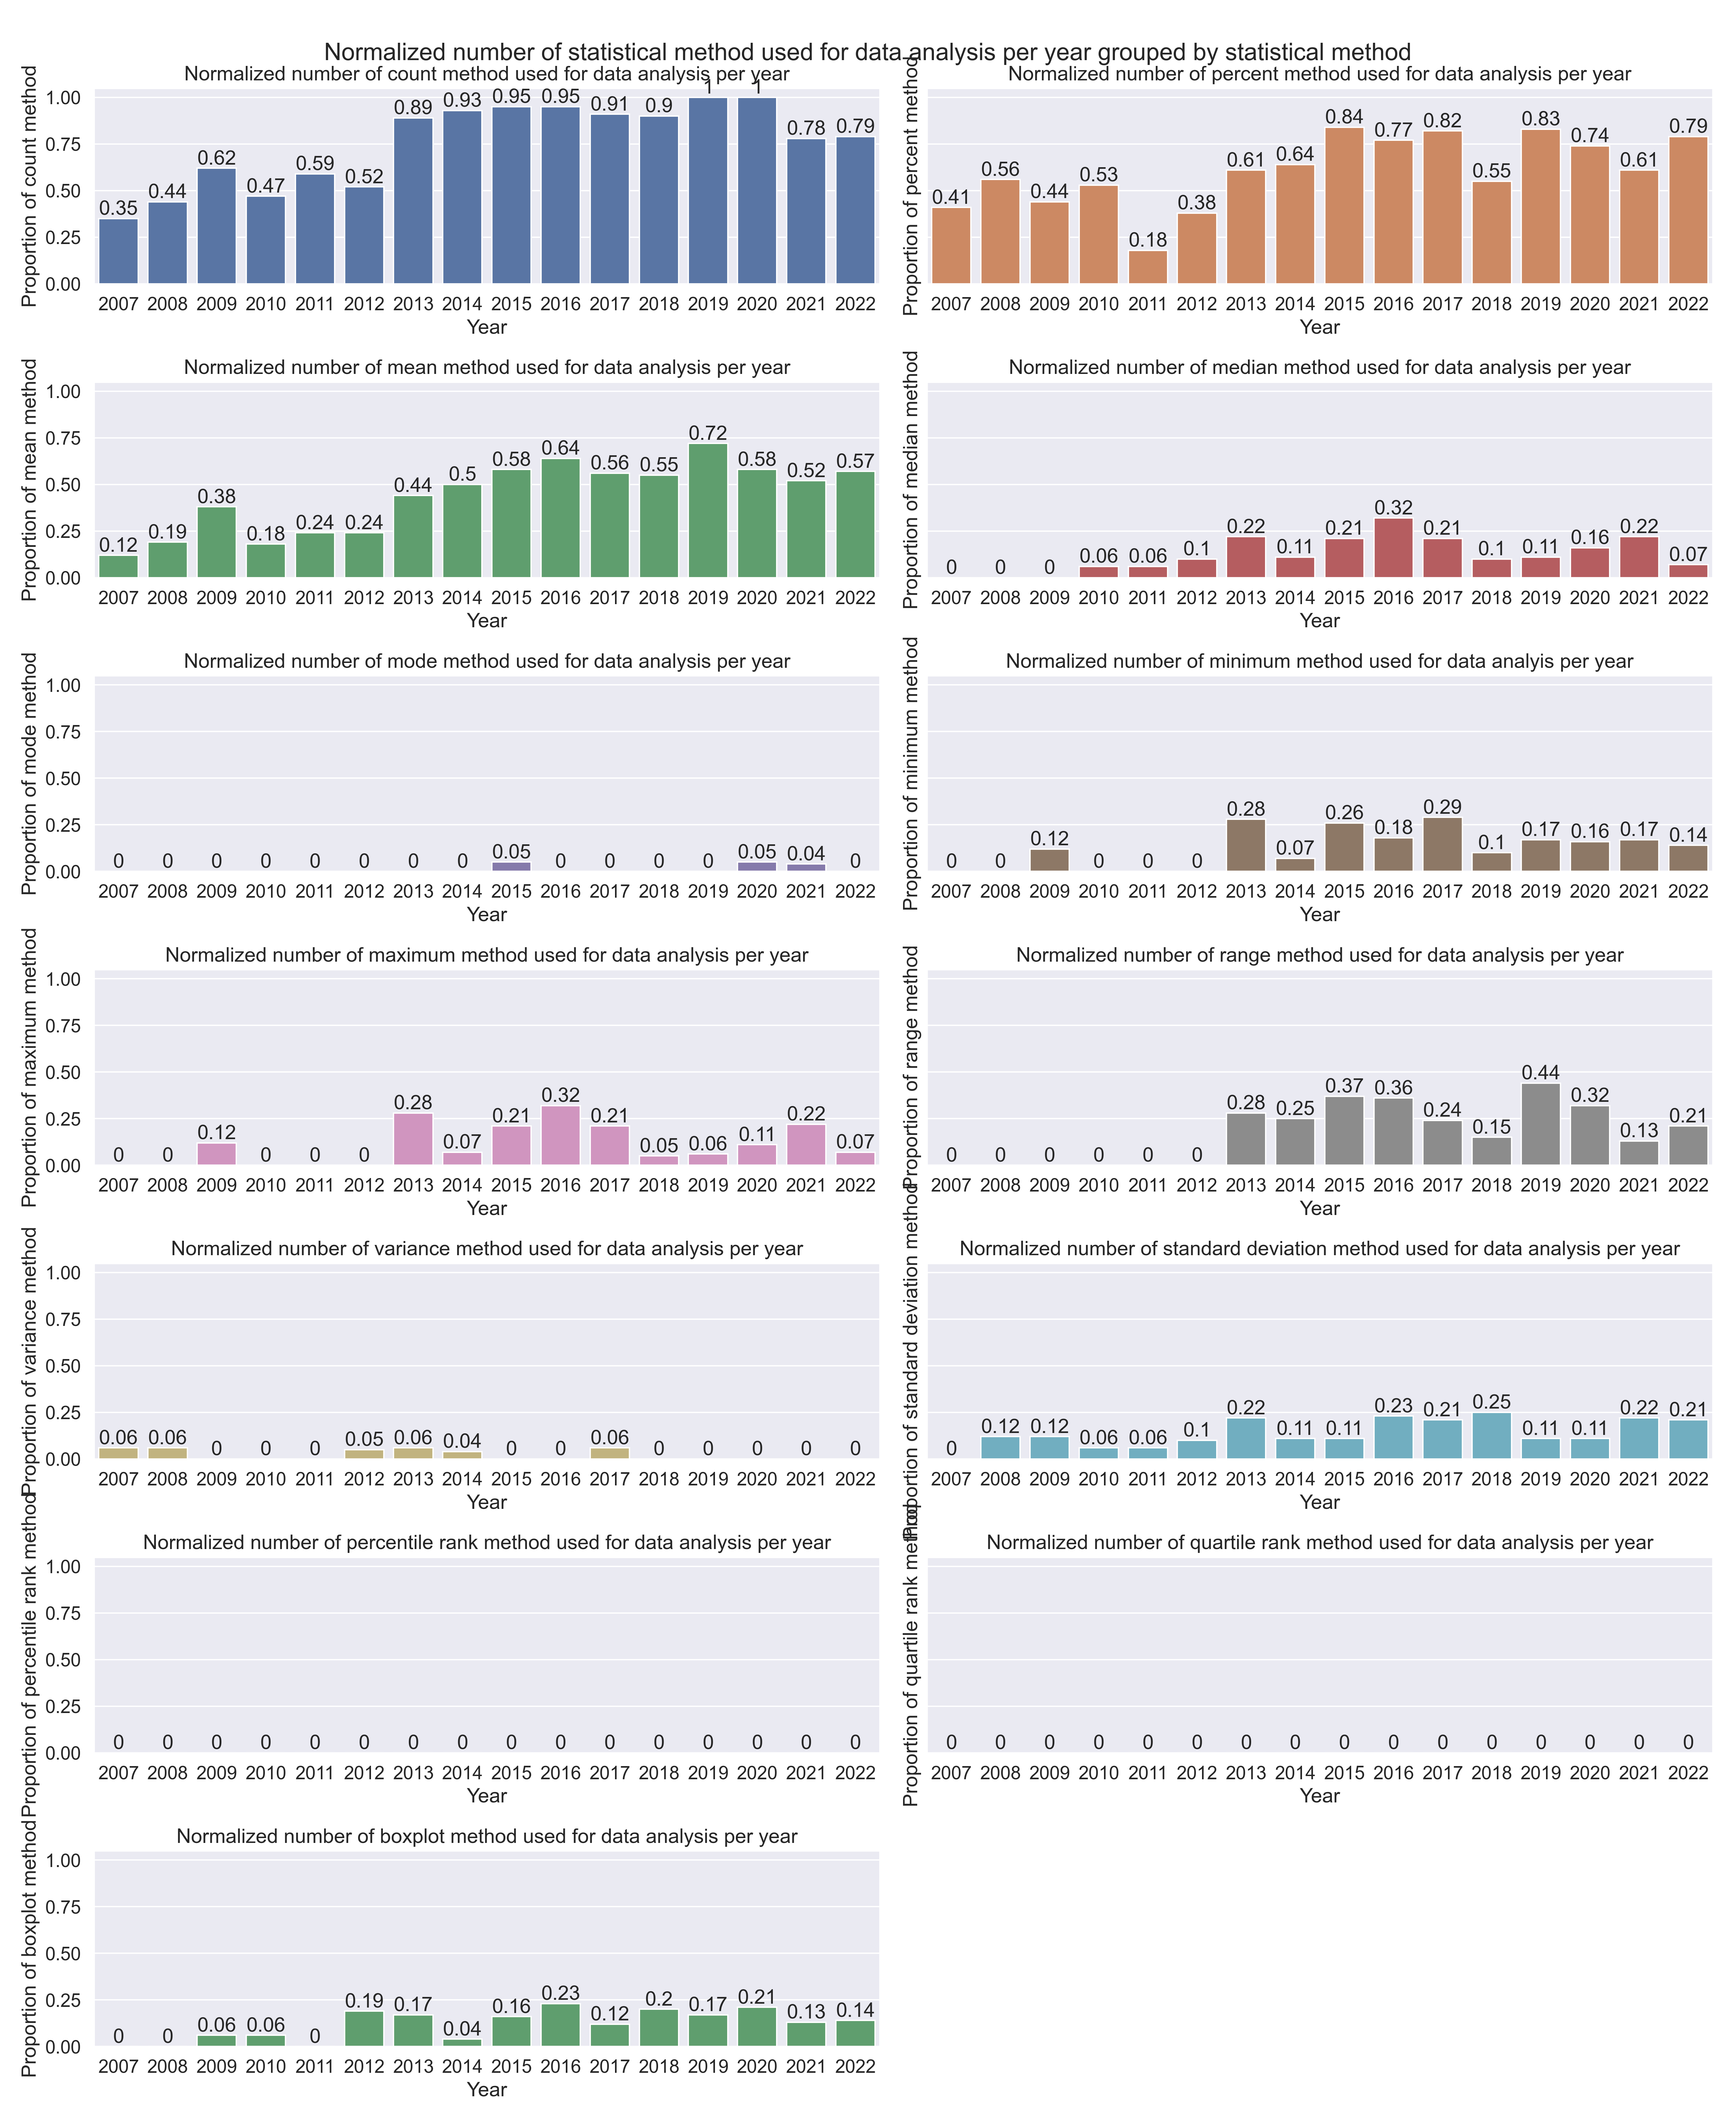 Normalized number of statistical method used for data analysis per year grouped by statistical method
Normalized number of count method used for data analysis per year
Proportion of count method
1.00
0.75
0.50
0.25
0.00
0.35 0.44 0.62 0.47 0.59 0.52 0.89 0.93 0.95 0.95 0.91 0.9 1 1 0.78 0.79
2007 2008 2009 2010 2011 2012 2013 2014 2015 2016 2017 2018 2019 2020 2021 2022
Year
Normalized number of percent method used for data analysis per year
Proportion of percent method
0.41 0.56 0.44 0.53 0.18 0.38 0.61 0.64 0.84 0.77 0.82 0.55 0.83 0.74 0.61 0.79
2007 2008 2009 2010 2011 2012 2013 2014 2015 2016 2017 2018 2019 2020 2021 2022
Year
Normalized number of mean method used for data analysis per year
Proportion of mean method
1.00
0.75
0.50
0.25
0.00
0.12 0.19 0.38 0.18 0.24 0.24 0.44 0.5 0.58 0.64 0.56 0.55 0.72 0.58 0.52 0.57
2007 2008 2009 2010 2011 2012 2013 2014 2015 2016 2017 2018 2019 2020 2021 2022
Year
Normalized number of median method used for data analysis per year
Proportion of median method
0 0 0 0.06 0.06 0.1 0.22 0.11 0.21 0.32 0.21 0.1 0.11 0.16 0.22 0.07
2007 2008 2009 2010 2011 2012 2013 2014 2015 2016 2017 2018 2019 2020 2021 2022
Year
Normalized number of mode method used for data analysis per year
Proportion of mode method
1.00
0.75
0.50
0.25
0.00
0 0 0 0 0 0 0 0 0.05 0 0 0 0 0.05 0.04 0
2007 2008 2009 2010 2011 2012 2013 2014 2015 2016 2017 2018 2019 2020 2021 2022
Year
Normalized number of minimum method used for data analyis per year
Proportion of minimum method
0 0 0.12 0 0 0 0.28 0.07 0.26 0.18 0.29 0.1 0.17 0.16 0.17 0.14
2007 2008 2009 2010 2011 2012 2013 2014 2015 2016 2017 2018 2019 2020 2021 2022
Year
Normalized number of maximum method used for data analysis per year
Proportion of maximum method
1.00
0.75
0.50
0.25
0.00
0 0 0.12 0 0 0 0.28 0.07 0.21 0.32 0.21 0.05 0.06 0.11 0.22 0.07
2007 2008 2009 2010 2011 2012 2013 2014 2015 2016 2017 2018 2019 2020 2021 2022
Year
Normalized number of range method used for data analysis per year
Proportion of range method
0 0 0 0 0 0 0.28 0.25 0.37 0.36 0.24 0.15 0.44 0.32 0.13 0.21
2007 2008 2009 2010 2011 2012 2013 2014 2015 2016 2017 2018 2019 2020 2021 2022
Year
Normalized number of variance method used for data analysis per year
Proportion of variance method
1.00
0.75
0.50
0.25
0.00
0.06 0.06 0 0 0 0.05 0.06 0.04 0 0 0.06 0 0 0 0 0
2007 2008 2009 2010 2011 2012 2013 2014 2015 2016 2017 2018 2019 2020 2021 2022
Year
Normalized number of standard deviation method used for data analysis per year
Proportion of standard deviation method
0 0.12 0.12 0.06 0.06 0.1 0.22 0.11 0.11 0.23 0.21 0.25 0.11 0.11 0.22 0.21
2007 2008 2009 2010 2011 2012 2013 2014 2015 2016 2017 2018 2019 2020 2021 2022
Year
Normalized number of percentile rank method used for data analysis per year
Proportion of percentile rank method
1.00
0.75
0.50
0.25
0.00
0 0 0 0 0 0 0 0 0 0 0 0 0 0 0 0
2007 2008 2009 2010 2011 2012 2013 2014 2015 2016 2017 2018 2019 2020 2021 2022
Year
Normalized number of quartile rank method used for data analysis per year
Proportion of quartile rank method
0 0 0 0 0 0 0 0 0 0 0 0 0 0 0 0
2007 2008 2009 2010 2011 2012 2013 2014 2015 2016 2017 2018 2019 2020 2021 2022
Year
Normalized number of boxplot method used for data analysis per year
Proportion of boxplot method
1.00
0.75
0.50
0.25
0.00
0 0 0.06 0.06 0 0.19 0.17 0.04 0.16 0.23 0.12 0.2 0.17 0.21 0.13 0.14
2007 2008 2009 2010 2011 2012 2013 2014 2015 2016 2017 2018 2019 2020 2021 2022
Year